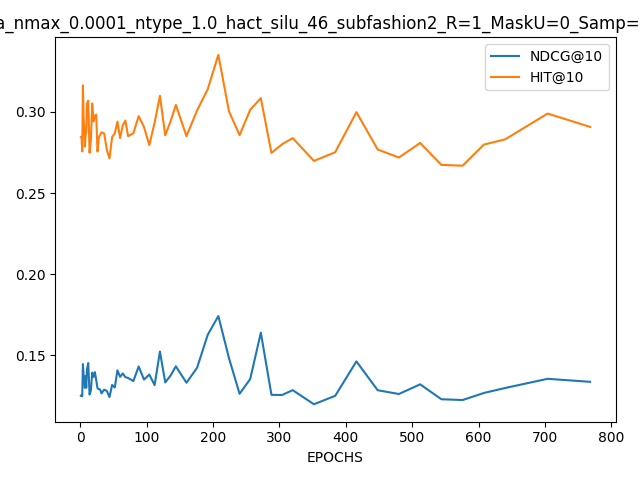 a_nmax_0.0001_ntype_1.0_hact_silu_46_subfashion2_R=1_MaskU=0_Samp=
NDCG@10
HIT@10
0.30
0.25
0.20
0.15
0 100 200 300 400 500 600 700 800
EPOCHS